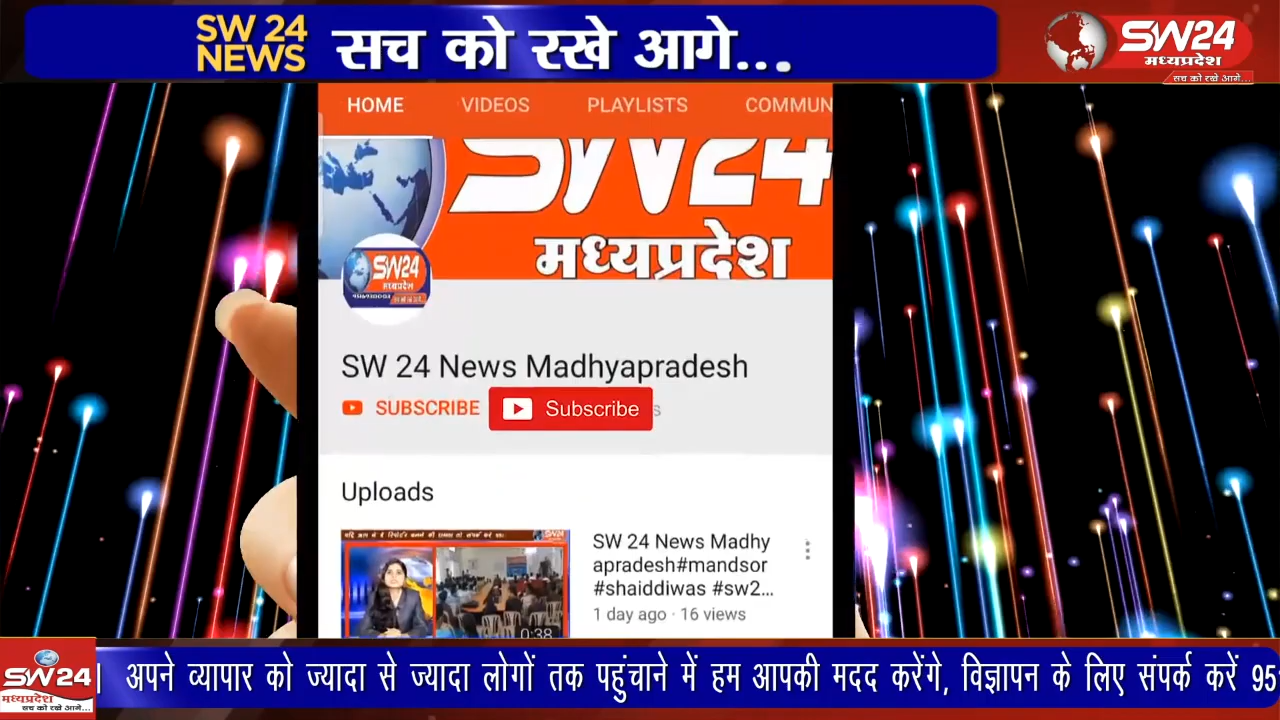 SW 24
NEWS
सच को रखे आगे...
SW24
मध्यप्रदेश
सच को रखे आगे...
HOME VIDEOS PLAYLISTS COMMUN
SW24
मध्यप्रदेश
SW24
मध्यप्रदेश
SW 24 News Madhyapradesh
SUBSCRIBE
Subscribe
s
Uploads
SW24
SW 24 News Madhy
apradesh#mandsor
#shaiddiwas #sw2...
1 day ago · 16 views
0:38
SW24
मध्यप्रदेश
सच को रखे आगे...
। अपने व्यापार को ज्यादा से ज्यादा लोगों तक पहुंचाने में हम आपकी मदद करेंगे, विज्ञापन के लिए संपर्क करें 95